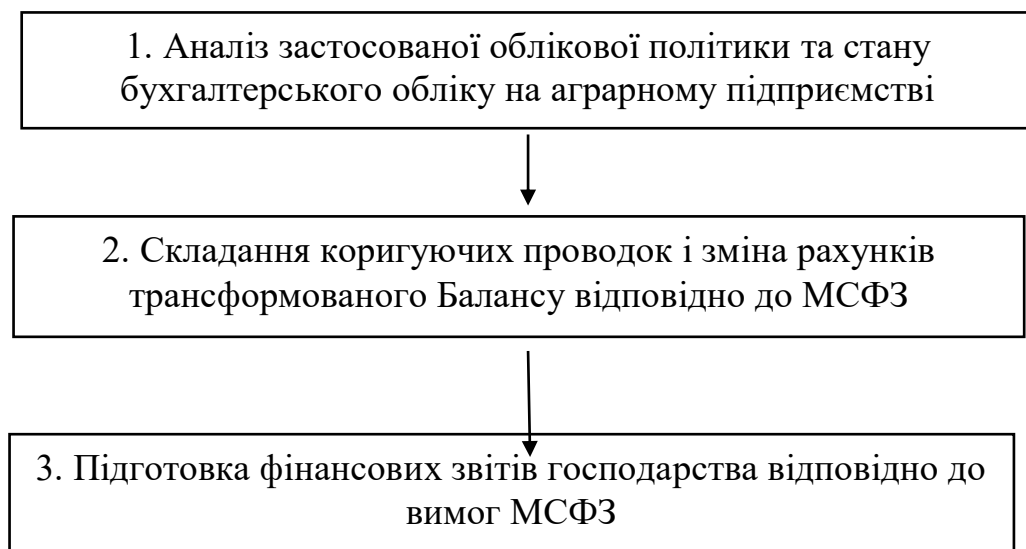 1. Аналіз застосованої облікової політики та стану
бухгалтерського обліку на аграрному підприємстві
2. Складання коригуючих проводок і зміна рахунків
трансформованого Балансу відповідно до МСФЗ
3. Підготовка фінансових звітів господарства відповідно до
вимог МСФЗ